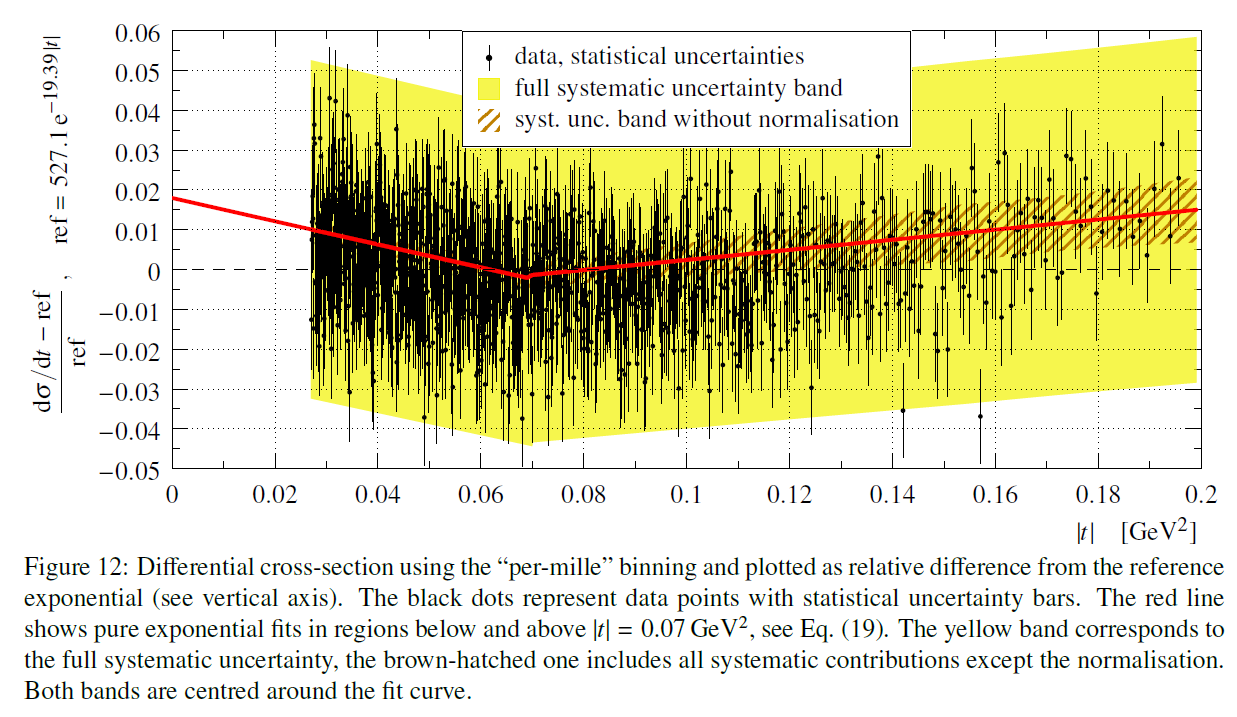 dσ/dt − ref
ref
, ref = 527.1 e^−19.39|t|
0.06
0.05
0.04
0.03
0.02
0.01
0
−0.01
−0.02
−0.03
−0.04
−0.05
data, statistical uncertainties
full systematic uncertainty band
syst. unc. band without normalisation
0 0.02 0.04 0.06 0.08 0.1 0.12 0.14 0.16 0.18 0.2
|t| [GeV²]
Figure 12: Differential cross-section using the “per-mille” binning and plotted as relative difference from the reference
exponential (see vertical axis). The black dots represent data points with statistical uncertainty bars. The red line
shows pure exponential fits in regions below and above |t| = 0.07 GeV², see Eq. (19). The yellow band corresponds to
the full systematic uncertainty, the brown-hatched one includes all systematic contributions except the normalisation.
Both bands are centred around the fit curve.